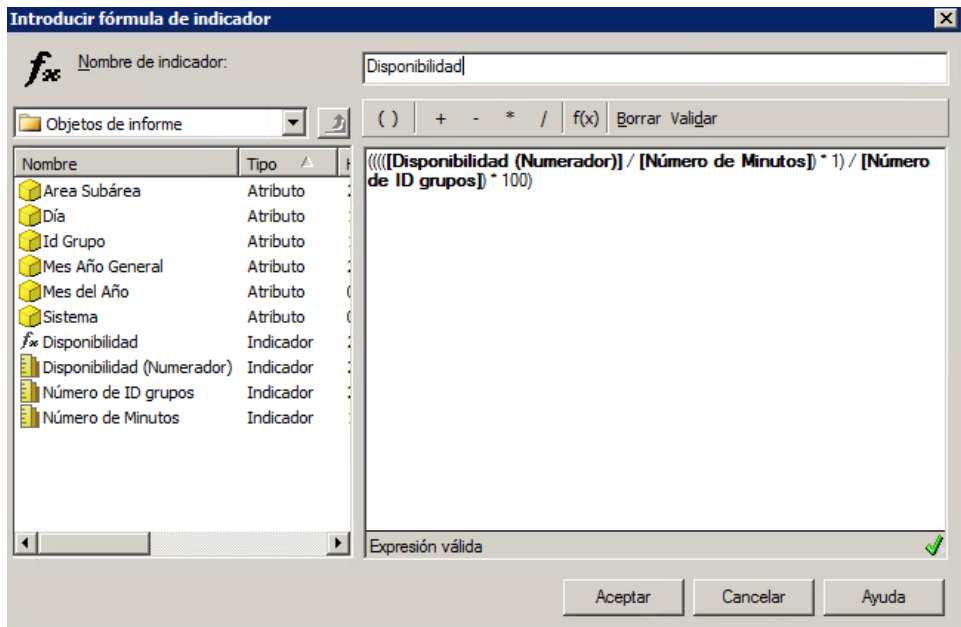 Introducir fórmula de indicador
Nombre de indicador:
Disponibilidad
Objetos de informe
( ) + - * / f(x) Borrar Validar
Nombre Tipo
Area Subárea Atributo
Día Atributo
Id Grupo Atributo
Mes Año General Atributo
Mes del Año Atributo
Sistema Atributo
Disponibilidad Indicador
Disponibilidad (Numerador) Indicador
Número de ID grupos Indicador
Número de Minutos Indicador
((((([Disponibilidad (Numerador)] / [Número de Minutos]) * 1) / [Número
de ID grupos]) * 100)
Expresión válida
Aceptar Cancelar Ayuda